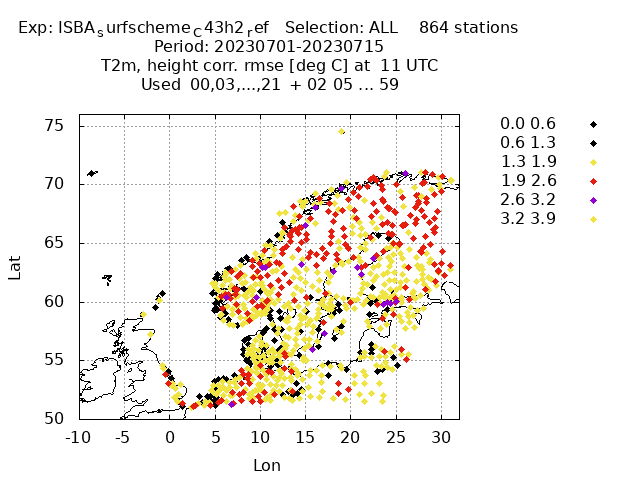 Exp: ISBAsurfschemeC43h2ref Selection: ALL 864 stations
Period: 20230701-20230715
T2m, height corr. rmse [deg C] at 11 UTC
Used 00,03,...,21 + 02 05 ... 59
0.0 0.6
0.6 1.3
1.3 1.9
1.9 2.6
2.6 3.2
3.2 3.9
75
70
65
60
55
50
Lat
-10 -5 0 5 10 15 20 25 30
Lon